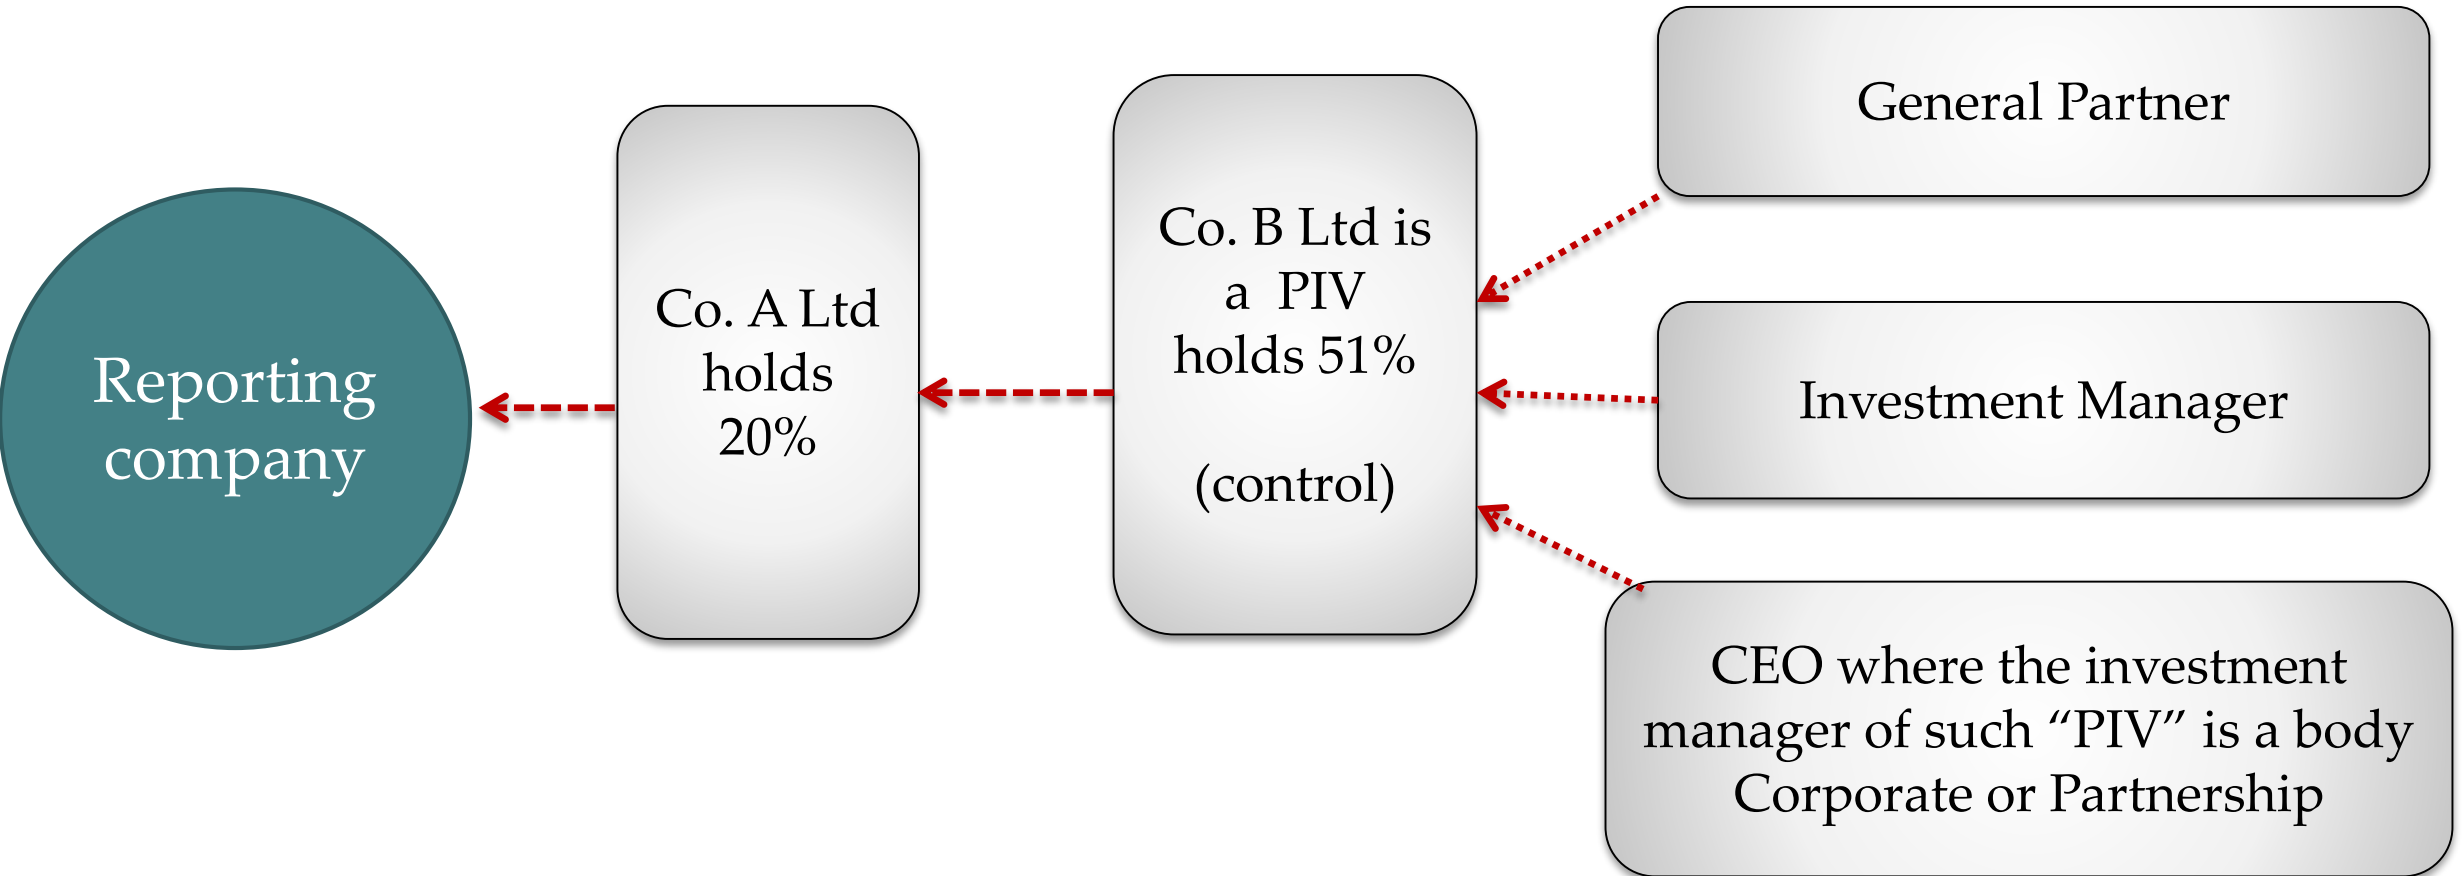 Reporting
company
Co. A Ltd
holds
20%
Co. B Ltd is
a PIV
holds 51%
(control)
General Partner
Investment Manager
CEO where the investment
manager of such “PIV” is a body
Corporate or Partnership